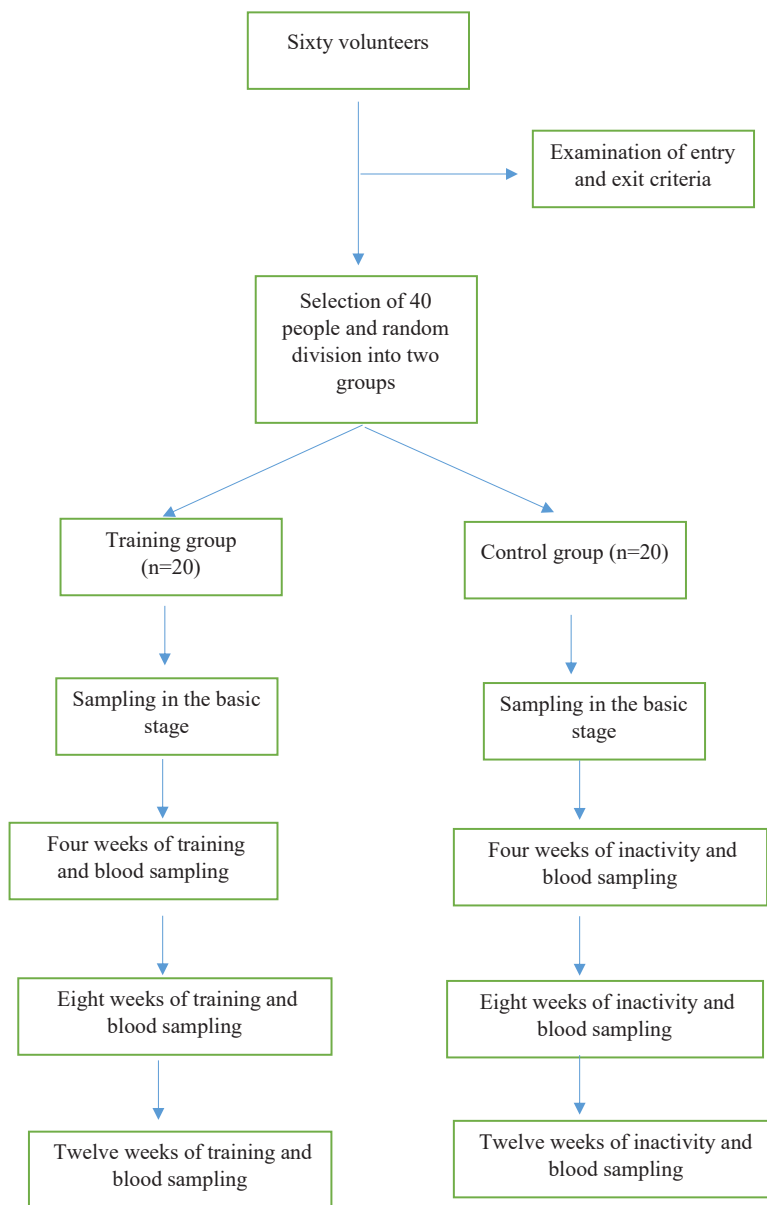 Sixty volunteers
Examination of entry
and exit criteria
Selection of 40
people and random
division into two
groups
Training group
(n=20)
Control group (n=20)
Sampling in the basic
stage
Sampling in the basic
stage
Four weeks of training
and blood sampling
Four weeks of inactivity and
blood sampling
Eight weeks of training and
blood sampling
Eight weeks of inactivity and
blood sampling
Twelve weeks of training and
blood sampling
Twelve weeks of inactivity and
blood sampling